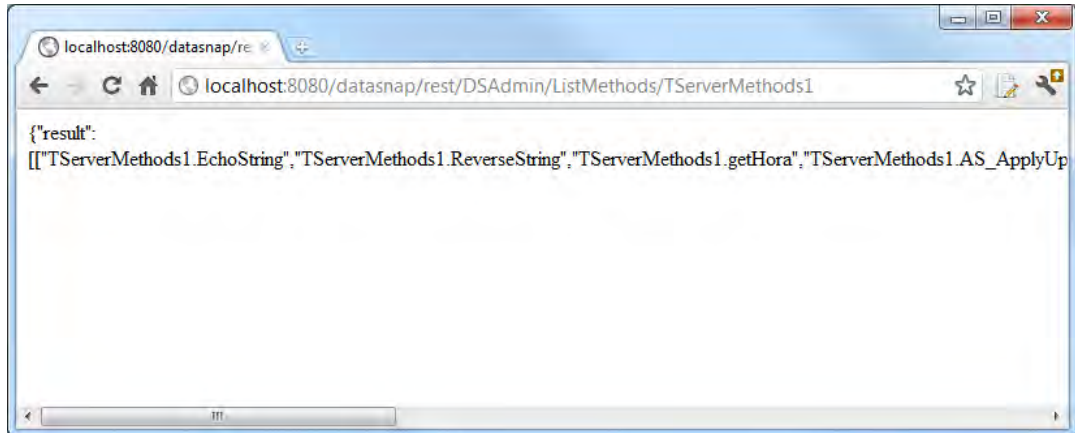 localhost:8080/datasnap/re
localhost:8080/datasnap/rest/DSAdmin/ListMethods/TServerMethods1
{"result":
[["TServerMethods1.EchoString","TServerMethods1.ReverseString","TServerMethods1.getHora","TServerMethods1.AS_ApplyUp